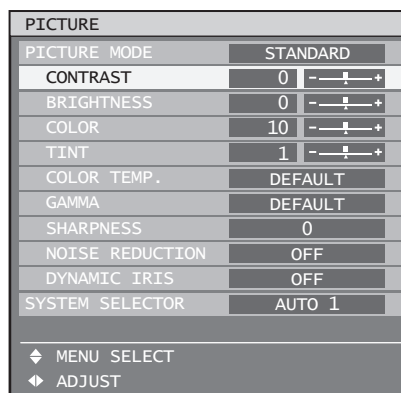 PICTURE
PICTURE MODE STANDARD
CONTRAST 0 - +
BRIGHTNESS 0 - +
COLOR 10 - +
TINT 1 - +
COLOR TEMP. DEFAULT
GAMMA DEFAULT
SHARPNESS 0
NOISE REDUCTION OFF
DYNAMIC IRIS OFF
SYSTEM SELECTOR AUTO 1
MENU SELECT
ADJUST